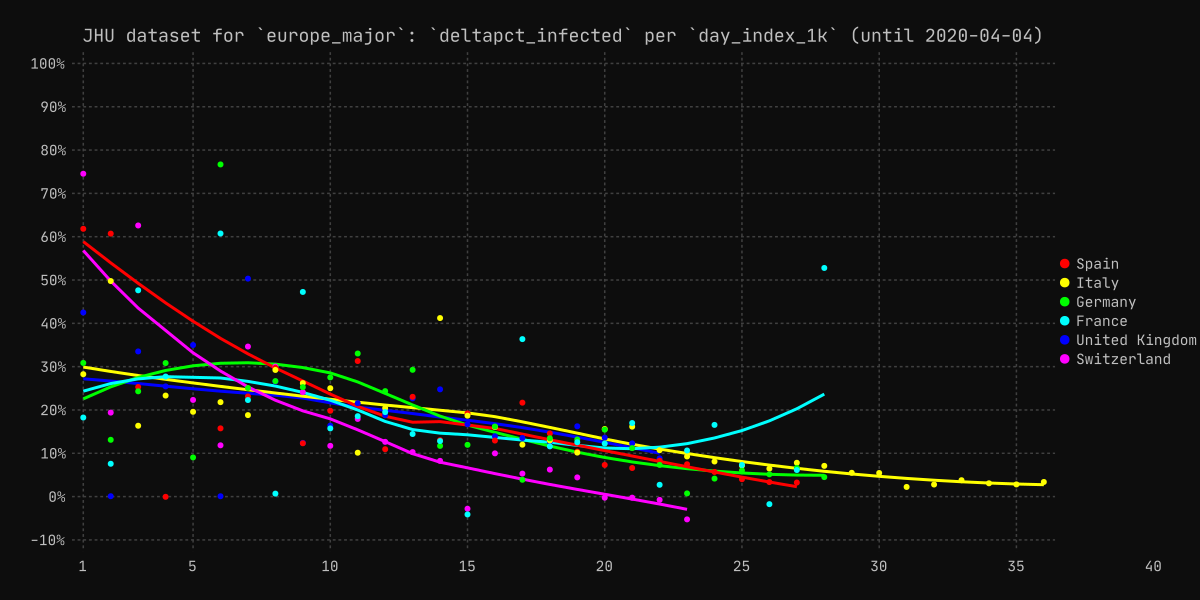 JHU dataset for `europe_major`: `deltapct_infected` per `day_index_1k` (until 2020-04-04)
100%
90%
80%
70%
60%
50%
40%
30%
20%
10%
0%
-10%
1 5 10 15 20 25 30 35 40
Spain
Italy
Germany
France
United Kingdom
Switzerland